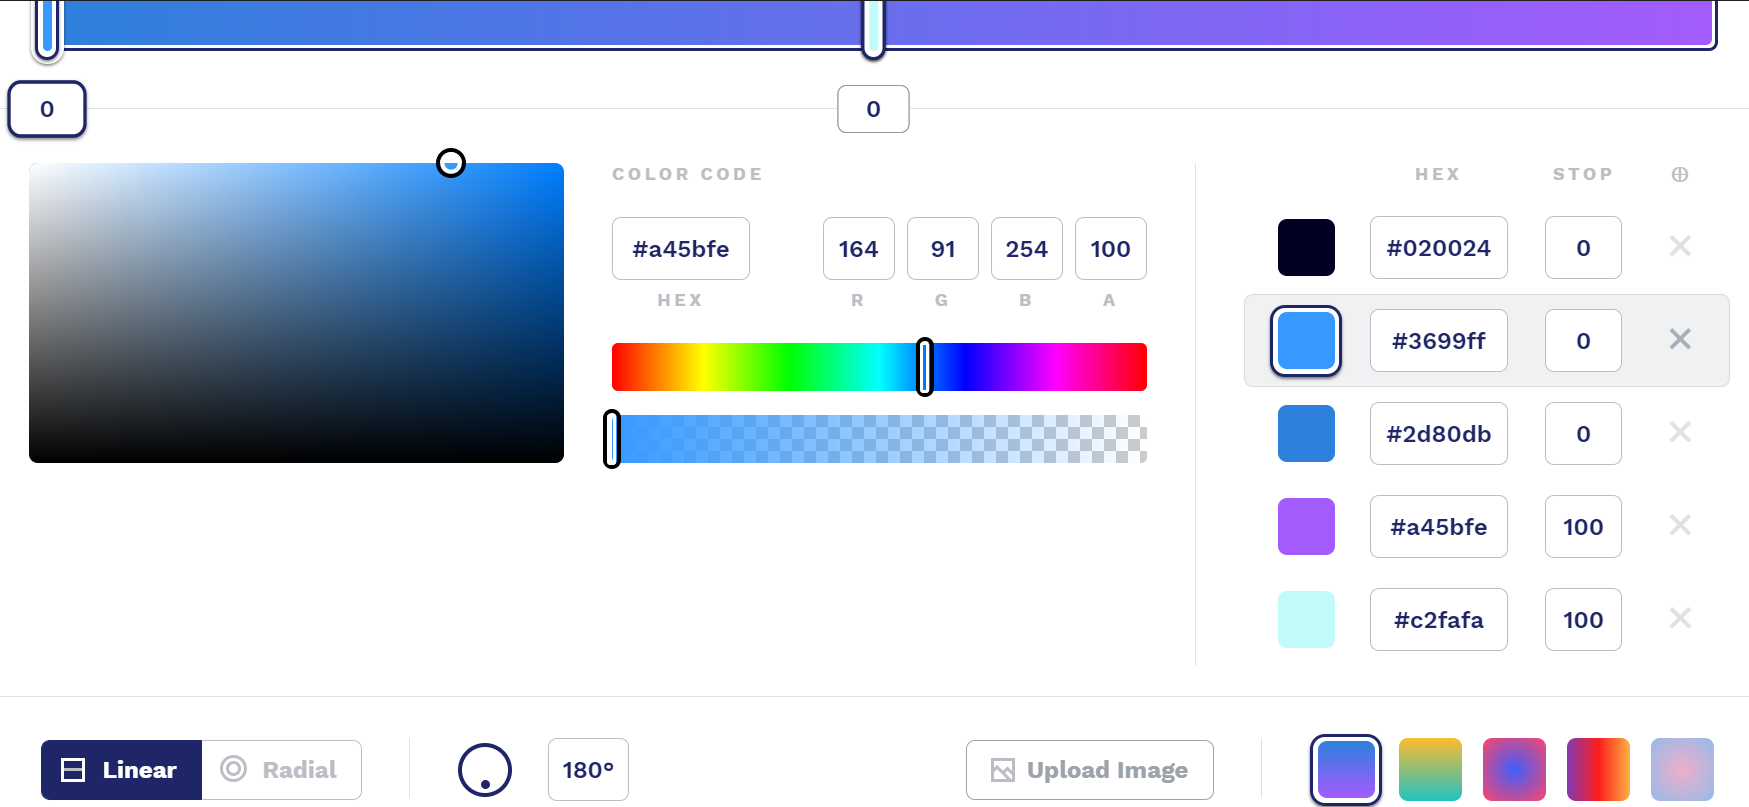 0 0
COLOR CODE HEX STOP
#a45bfe 164 91 254 100
HEX R G B A
#020024 0
#3699ff 0
#2d80db 0
#a45bfe 100
#c2fafa 100
Linear Radial 180° Upload Image